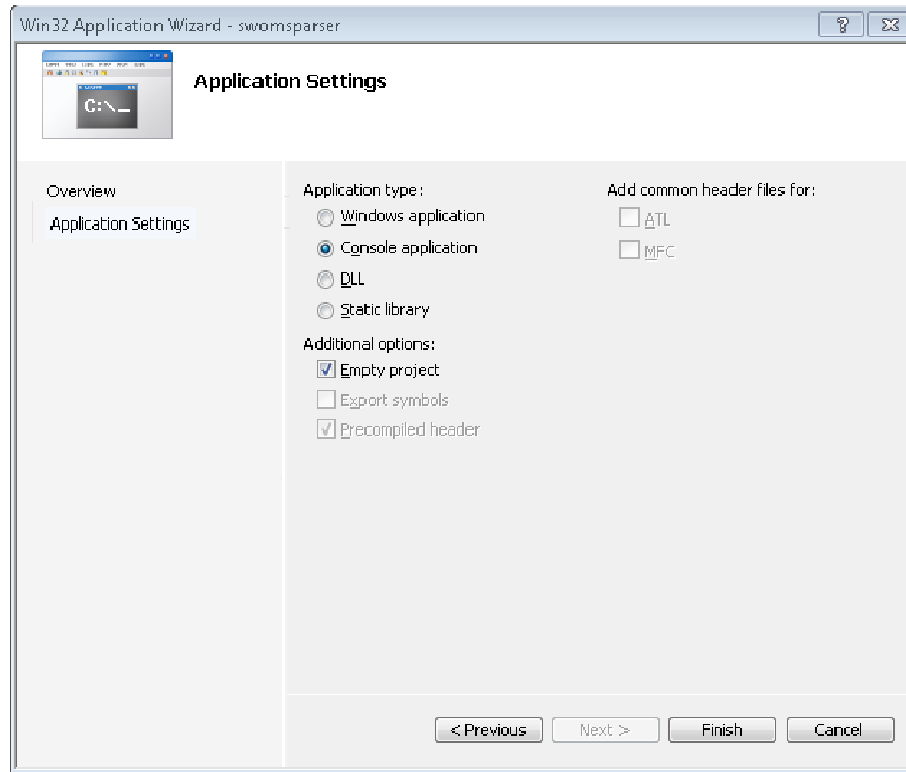 Win32 Application Wizard - swomsparser
C:\_
Application Settings
Overview
Application Settings
Application type:
Windows application
Console application
DLL
Static library
Additional options:
Empty project
Export symbols
Precompiled header
Add common header files for:
ATL
MFC
< Previous
Next >
Finish
Cancel